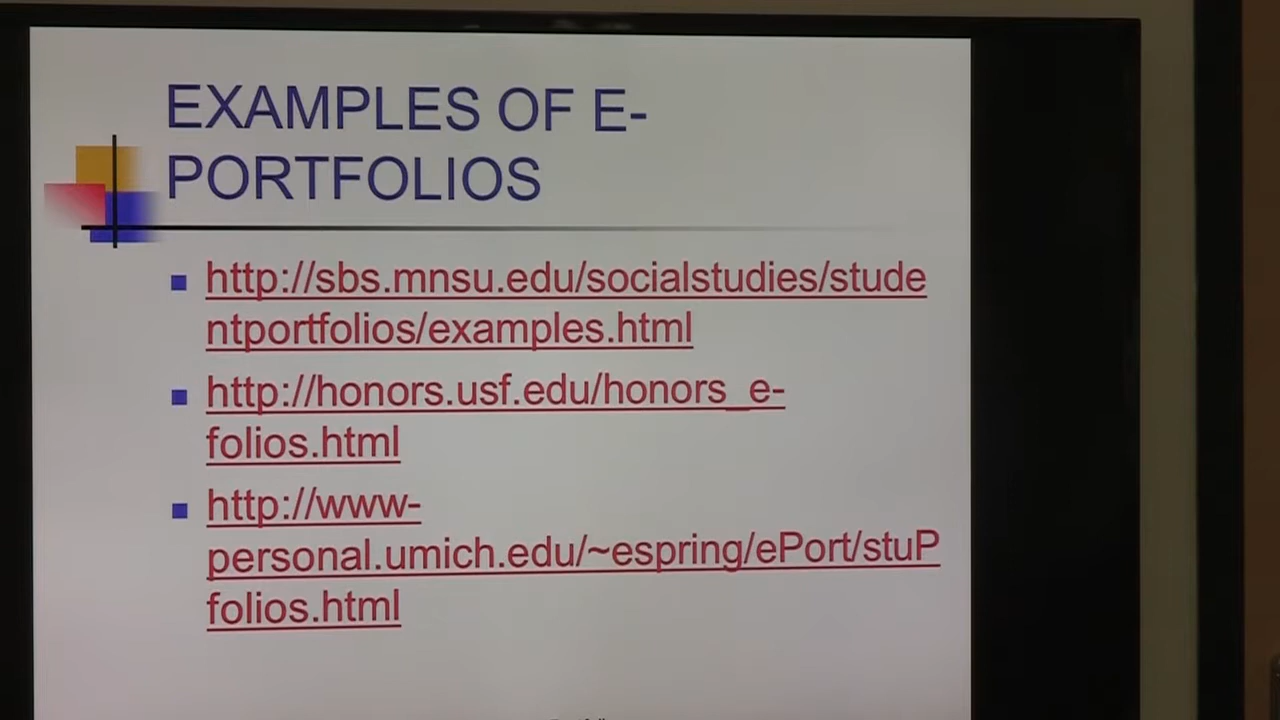 EXAMPLES OF E-
PORTFOLIOS
http://sbs.mnsu.edu/socialstudies/stude
ntportfolios/examples.html
http://honors.usf.edu/honors_e-
folios.html
http://www-
personal.umich.edu/~espring/ePort/stuP
folios.html